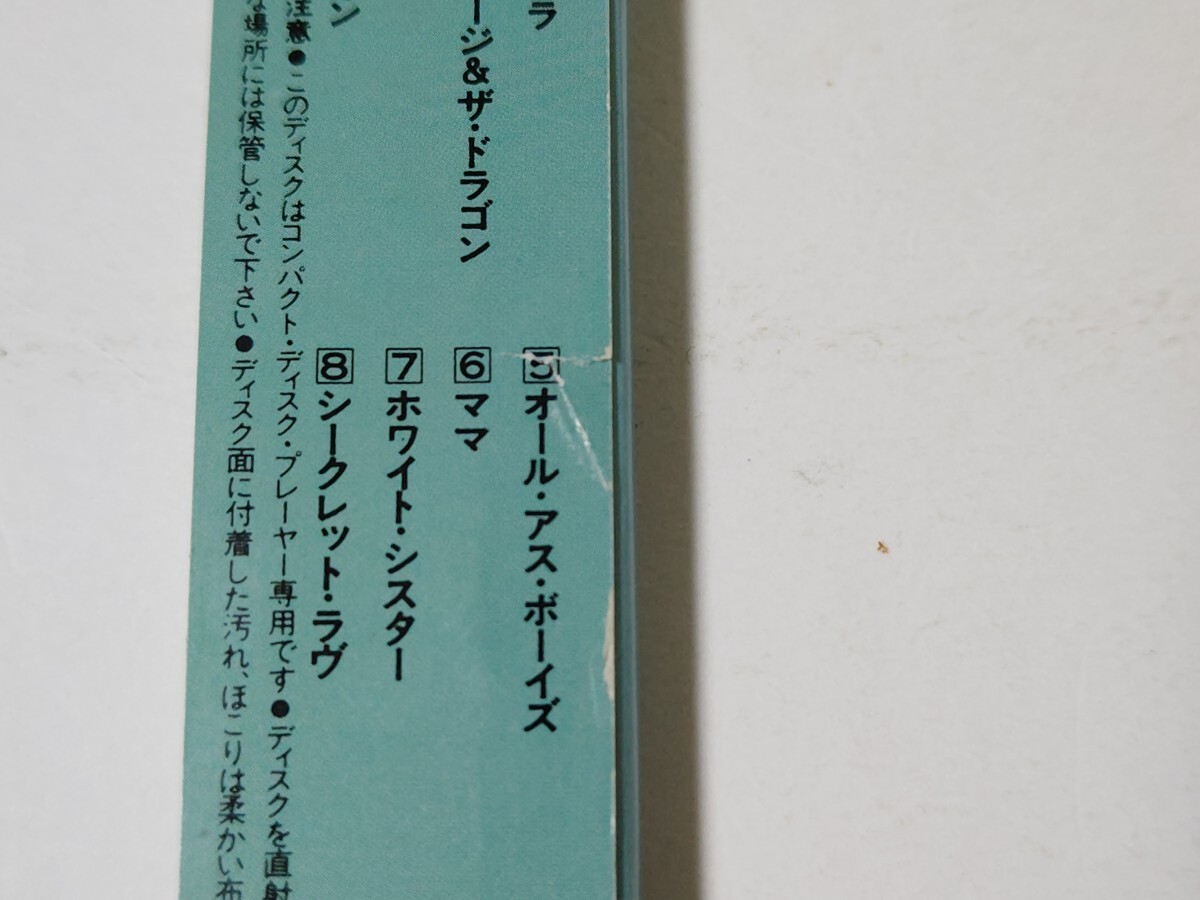 ラ
ージ&ザ・ドラゴン
ン
5オール・アス・ボーイズ
6ママ
7ホワイト・シスター
8シークレット・ラヴ
注意●このディスクはコンパクト・ディスク・プレーヤー専用です●ディスクを直射
な場所には保管しないで下さい●ディスク面に付着した汚れ、ほこりは柔かい布